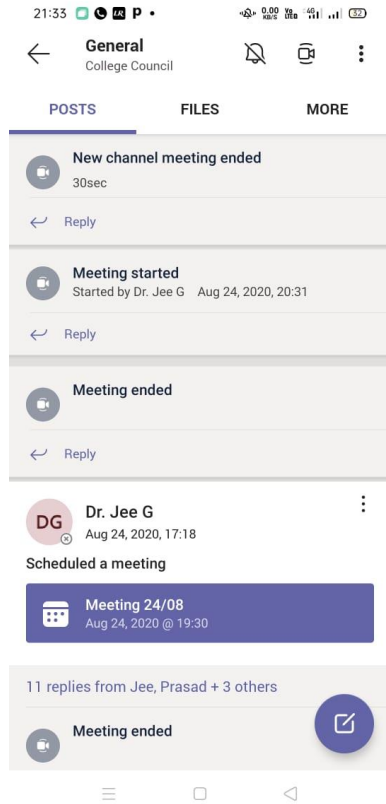 21:33
0.00
KB/S
46
32
General
College Council
POSTS FILES MORE
New channel meeting ended
30sec
Reply
Meeting started
Started by Dr. Jee G Aug 24, 2020, 20:31
Reply
Meeting ended
Reply
DG
Dr. Jee G
Aug 24, 2020, 17:18
Scheduled a meeting
Meeting 24/08
Aug 24, 2020 @ 19:30
11 replies from Jee, Prasad + 3 others
Meeting ended